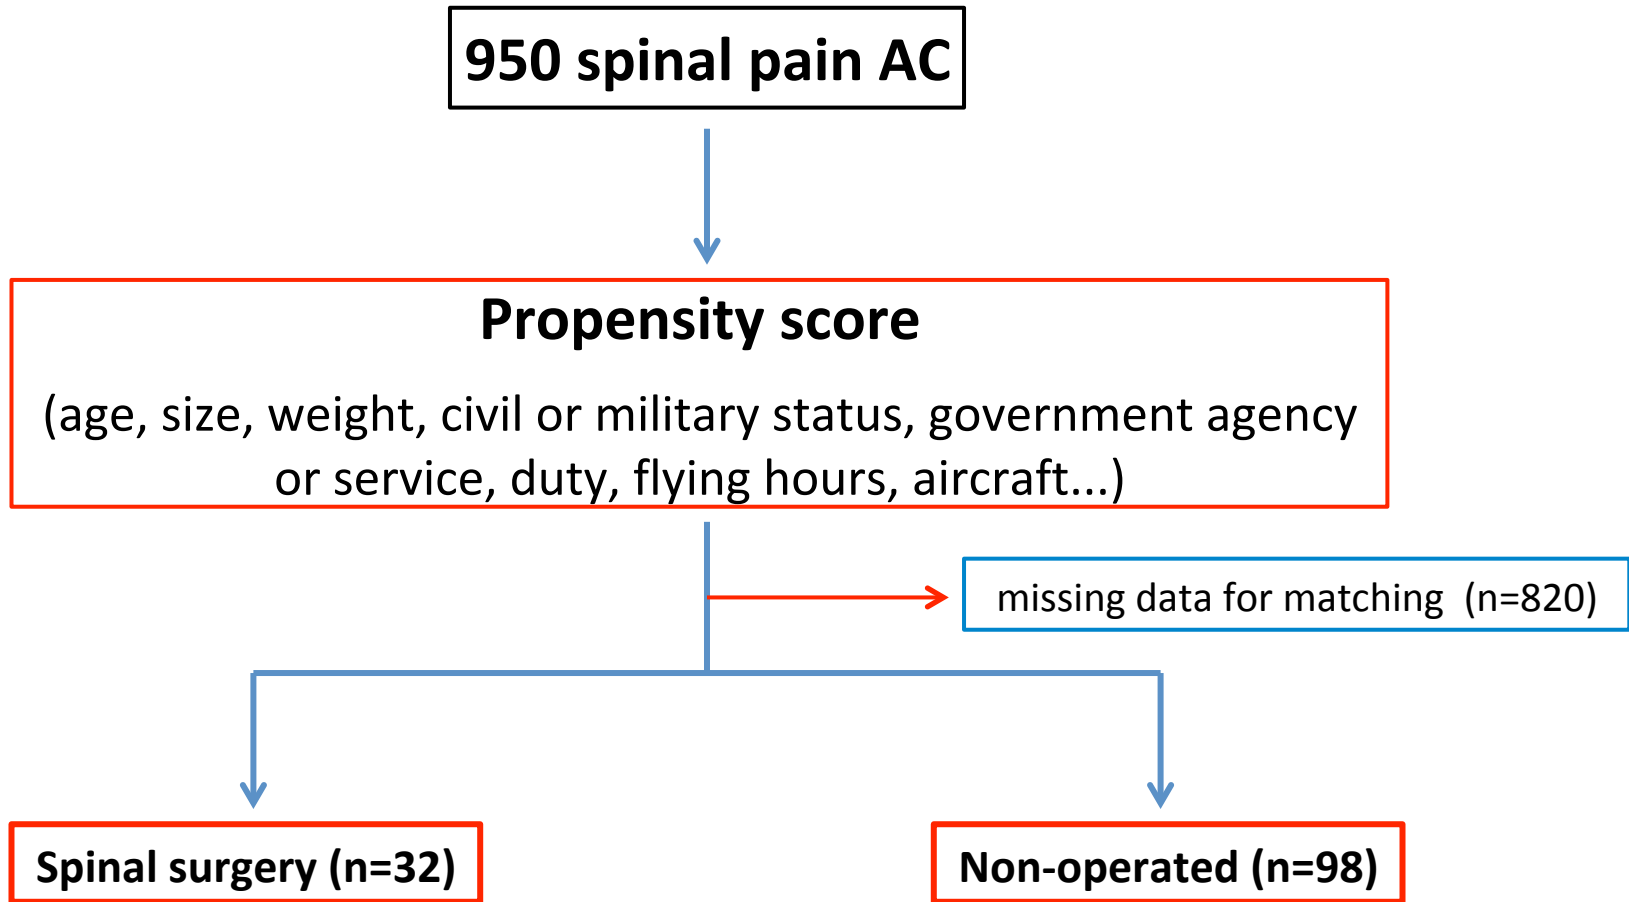 950 spinal pain AC
Propensity score
(age, size, weight, civil or military status, government agency
or service, duty, flying hours, aircraft...)
missing data for matching  (n=820)
Spinal surgery (n=32)
Non-operated (n=98)